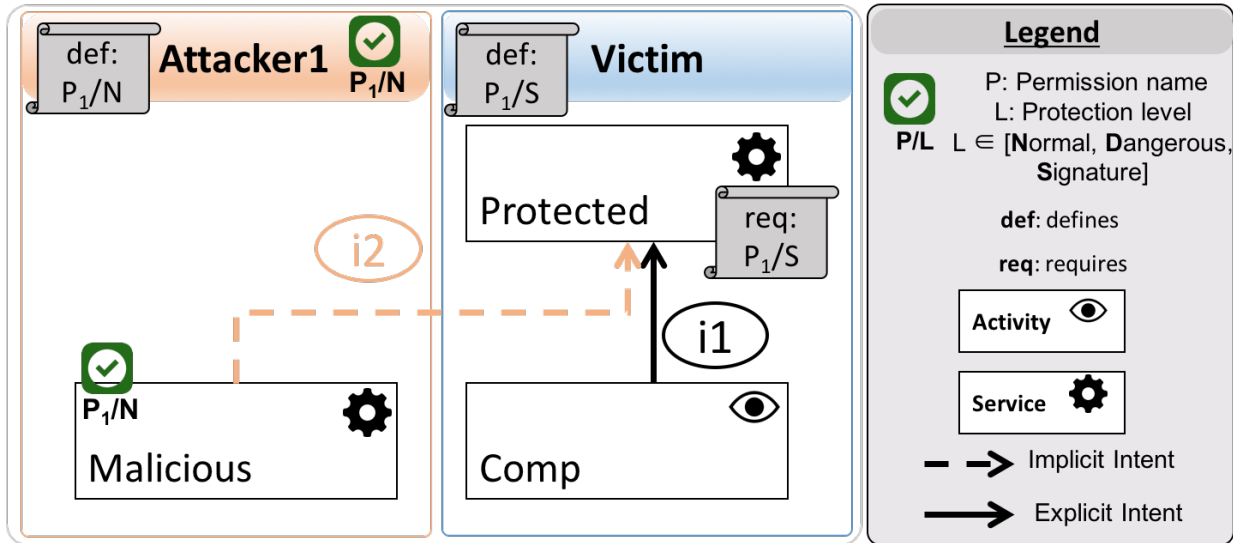 def:
P₁/N
Attacker1
P₁/N
i2
P₁/N
Malicious
def:
P₁/S
Victim
Protected
req:
P₁/S
i1
Comp
Legend
P/L
P: Permission name
L: Protection level
L ∈ [Normal, Dangerous,
Signature]
def: defines
req: requires
Activity
Service
Implicit Intent
Explicit Intent